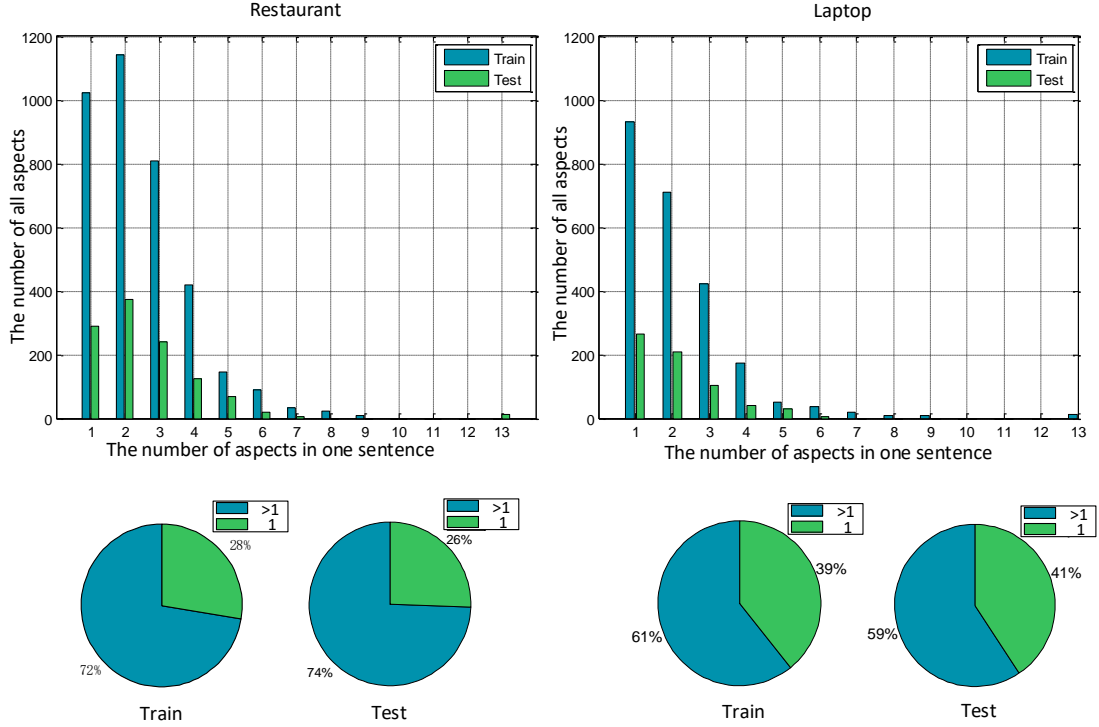 Restaurant
Laptop
The number of all aspects
1200
1000
800
600
400
200
0
Train
Test
1 2 3 4 5 6 7 8 9 10 11 12 13
The number of aspects in one sentence
The number of all aspects
1200
1000
800
600
400
200
0
Train
Test
1 2 3 4 5 6 7 8 9 10 11 12 13
The number of aspects in one sentence
>1
1
28%
72%
Train
>1
1
26%
74%
Test
>1
1
39%
61%
Train
>1
1
41%
59%
Test